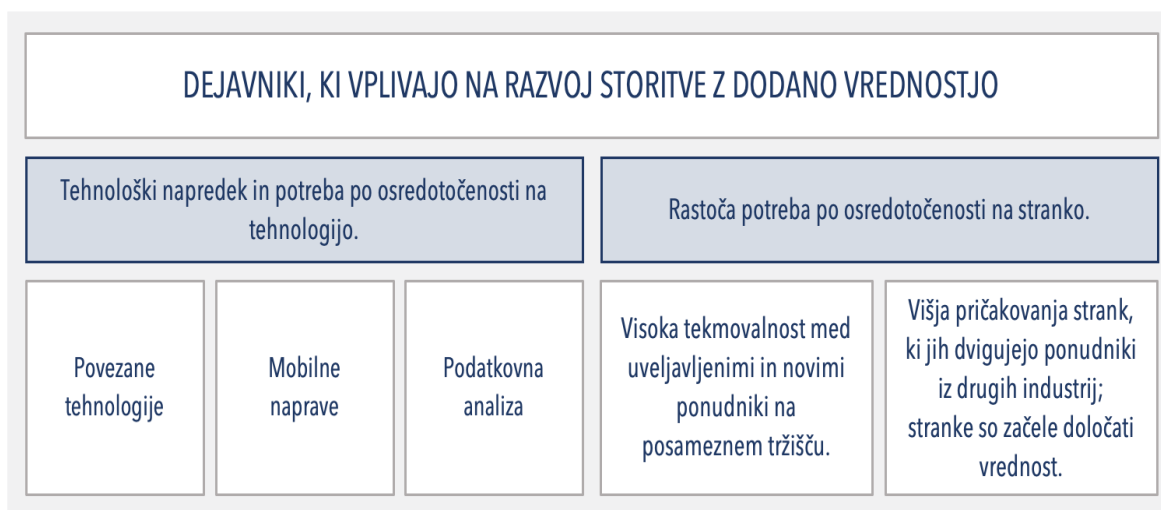 DEJAVNIKI, KI VPLIVAJO NA RAZVOJ STORITVE Z DODANO VREDNOSTJO
Tehnološki napredek in potreba po osredotočenosti na
tehnologijo.
Rastoča potreba po osredotočenosti na stranko.
Povezane
tehnologije
Mobilne
naprave
Podatkovna
analiza
Visoka tekmovalnost med
uveljavljenimi in novimi
ponudniki na
posameznem tržišču.
Višja pričakovanja strank,
ki jih dvigujejo ponudniki
iz drugih industrij;
stranke so začele določati
vrednost.